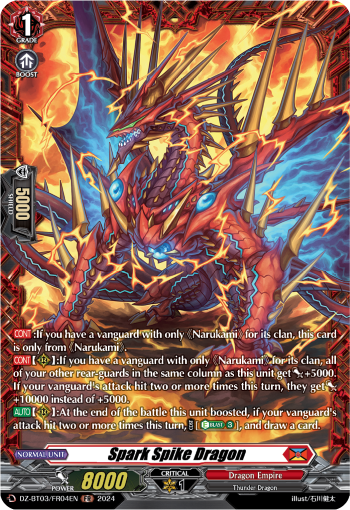 1
GRADE
BOOST
5000
SHIELD
CONT:If you have a vanguard with only《Narukami》for its clan, this card
is only from《Narukami》.
CONT【 】:If you have a vanguard with only《Narukami》for its clan, all
of your other rear-guards in the same column as this unit get +5000.
If your vanguard's attack hit two or more times this turn, they get
+10000 instead of +5000.
AUTO【 】:At the end of the battle this unit boosted, if your vanguard's
attack hit two or more times this turn, [ BLAST 3 ], and draw a card.
NORMAL UNIT
Spark Spike Dragon
POWER
8000
CRITICAL
1
Dragon Empire
Thunder Dragon
DZ-BT03/FR04EN FR 2024
illust/石川健太